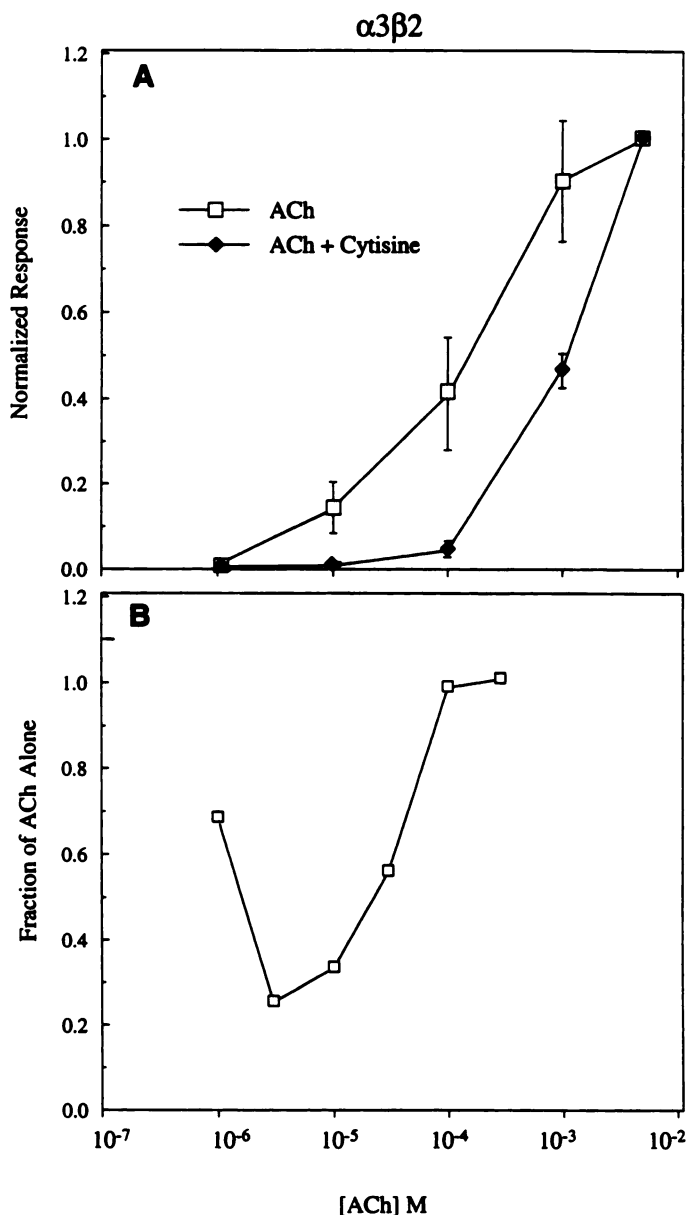 α3β2
A
1.2
1.0
0.8
0.6
0.4
0.2
0.0
Normalized Response
ACh
ACh + Cytisine
B
1.2
1.0
0.8
0.6
0.4
0.2
0.0
Fraction of ACh Alone
10-7 10-6 10-5 10-4 10-3 10-2
[ACh] M